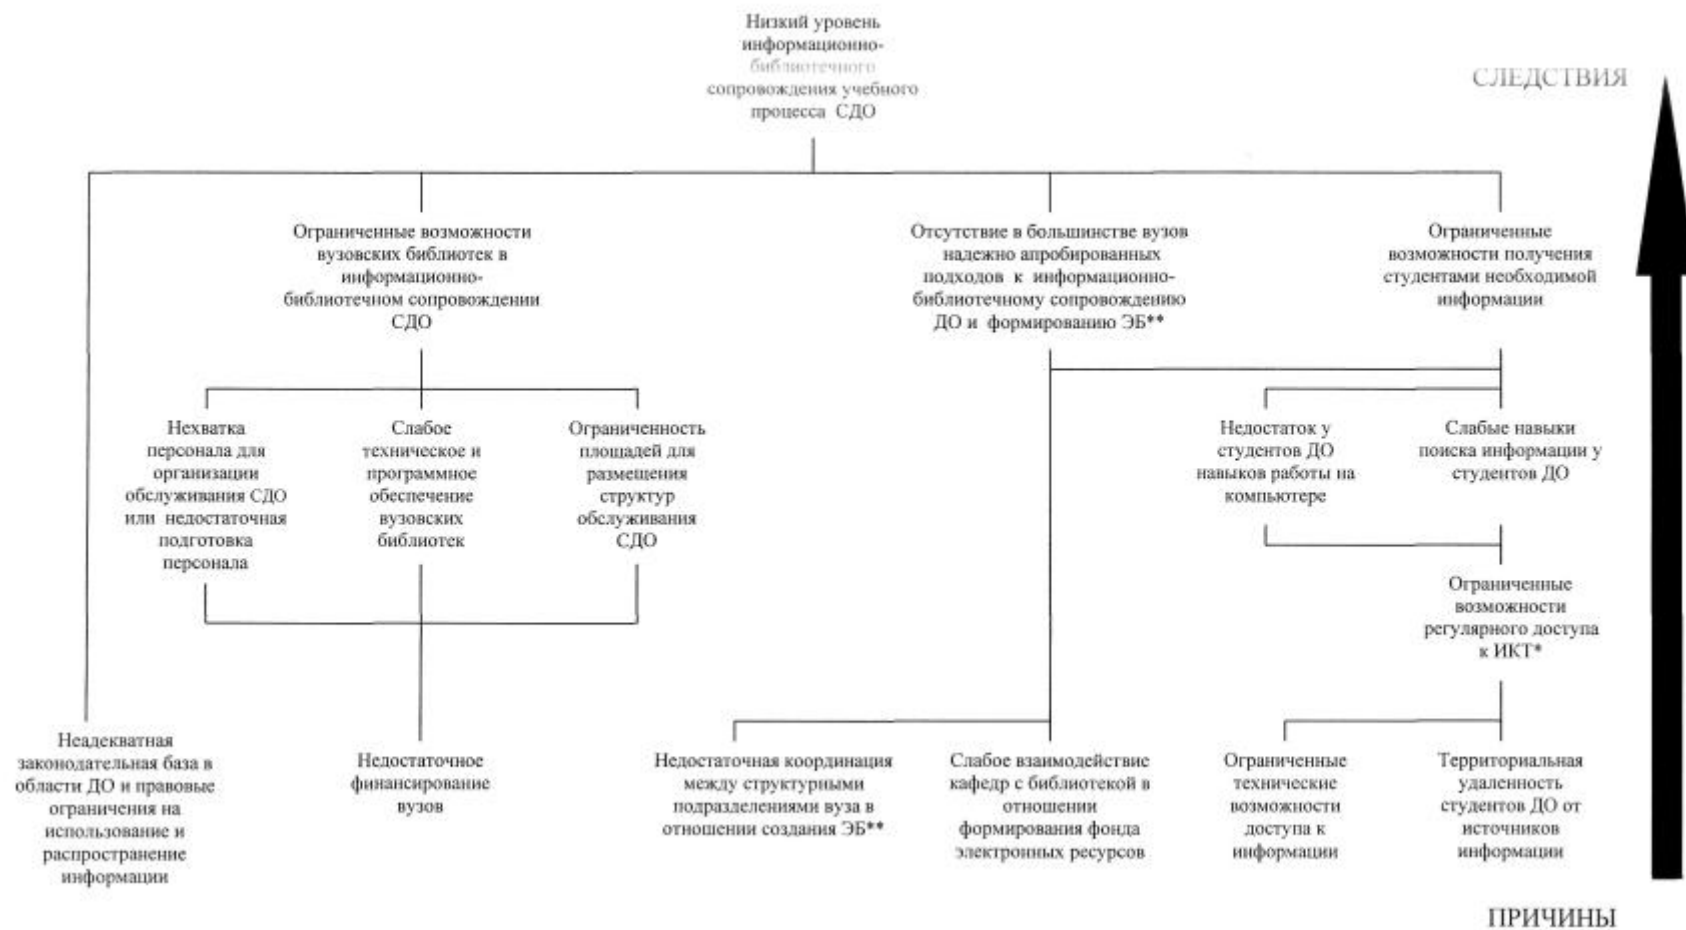 Низкий уровень
информационно-
библиотечного
сопровождения учебного
процесса СДО
СЛЕДСТВИЯ
Ограниченные возможности
вузовских библиотек в
информационно-
библиотечном сопровождении
СДО
Отсутствие в большинстве вузов
надежно апробированных
подходов к информационно-
библиотечному сопровождению
ДО и формированию ЭБ**
Ограниченные
возможности получения
студентами необходимой
информации
Нехватка
персонала для
организации
обслуживания СДО
или недостаточная
подготовка
персонала
Слабое
техническое и
программное
обеспечение
вузовских
библиотек
Ограниченность
площадей для
размещения
структур
обслуживания
СДО
Недостаток у
студентов ДО
навыков работы на
компьютере
Слабые навыки
поиска информации у
студентов ДО
Ограниченные
возможности
регулярного доступа
к ИКТ*
Неадекватная
законодательная база в
области ДО и правовые
ограничения на
использование и
распространение
информации
Недостаточное
финансирование
вузов
Недостаточная координация
между структурными
подразделениями вуза в
отношении создания ЭБ**
Слабое взаимодействие
кафедр с библиотекой в
отношении
формирования фонда
электронных ресурсов
Ограниченные
технические
возможности
доступа к
информации
Территориальная
удаленность
студентов ДО от
источников
информации
ПРИЧИНЫ